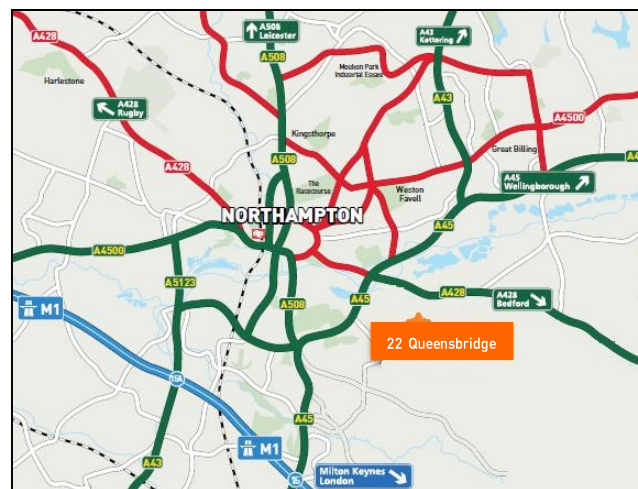 A428
A508
Leicester
A43
Kettering
A508
Moulton Park
Industrial Estate
Harlestone
A43
A428
Rugby
A4500
Kingsthorpe
Great Billing
A428
A508
The
Racecourse
Weston
Favell
A45
Wellingborough
NORTHAMPTON
A45
A4500
A5123
A508
A45
A428
A428
Bedford
M1
22 Queensbridge
15A
A45
M1
A43
15
Milton Keynes
London